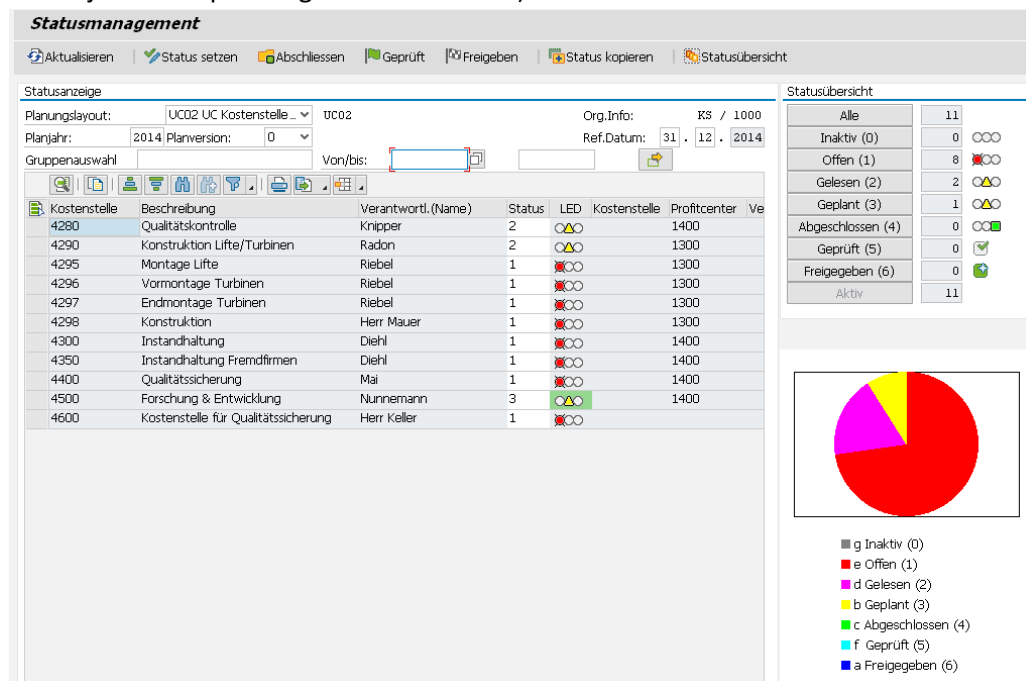 Statusmanagement
Aktualisieren Status setzen Abschliessen Geprüft Freigeben Status kopieren Statusübersicht
Statusanzeige
Planungslayout: UC02 UC Kostenstelle_ UC02 Org.Info: KS / 1000
Planjahr: 2014 Planversion: 0 Ref.Datum: 31 . 12 . 2014
Gruppenauswahl Von/bis:
Kostenstelle Beschreibung Verantwortl.(Name) Status LED Kostenstelle Profitcenter Ve
4280 Qualitätskontrolle Knipper 2 1400
4290 Konstruktion Lifte/Turbinen Radon 2 1300
4295 Montage Lifte Riebel 1 1300
4296 Vormontage Turbinen Riebel 1 1300
4297 Endmontage Turbinen Riebel 1 1300
4298 Konstruktion Herr Mauer 1 1300
4300 Instandhaltung Diehl 1 1400
4350 Instandhaltung Fremdfirmen Diehl 1 1400
4400 Qualitätssicherung Mai 1 1400
4500 Forschung & Entwicklung Nunnemann 3 1400
4600 Kostenstelle für Qualitätssicherung Herr Keller 1
Statusübersicht
Alle 11
Inaktiv (0) 0
Offen (1) 8
Gelesen (2) 2
Geplant (3) 1
Abgeschlossen (4) 0
Geprüft (5) 0
Freigegeben (6) 0
Aktiv 11
g Inaktiv (0)
e Offen (1)
d Gelesen (2)
b Geplant (3)
c Abgeschlossen (4)
f Geprüft (5)
a Freigegeben (6)